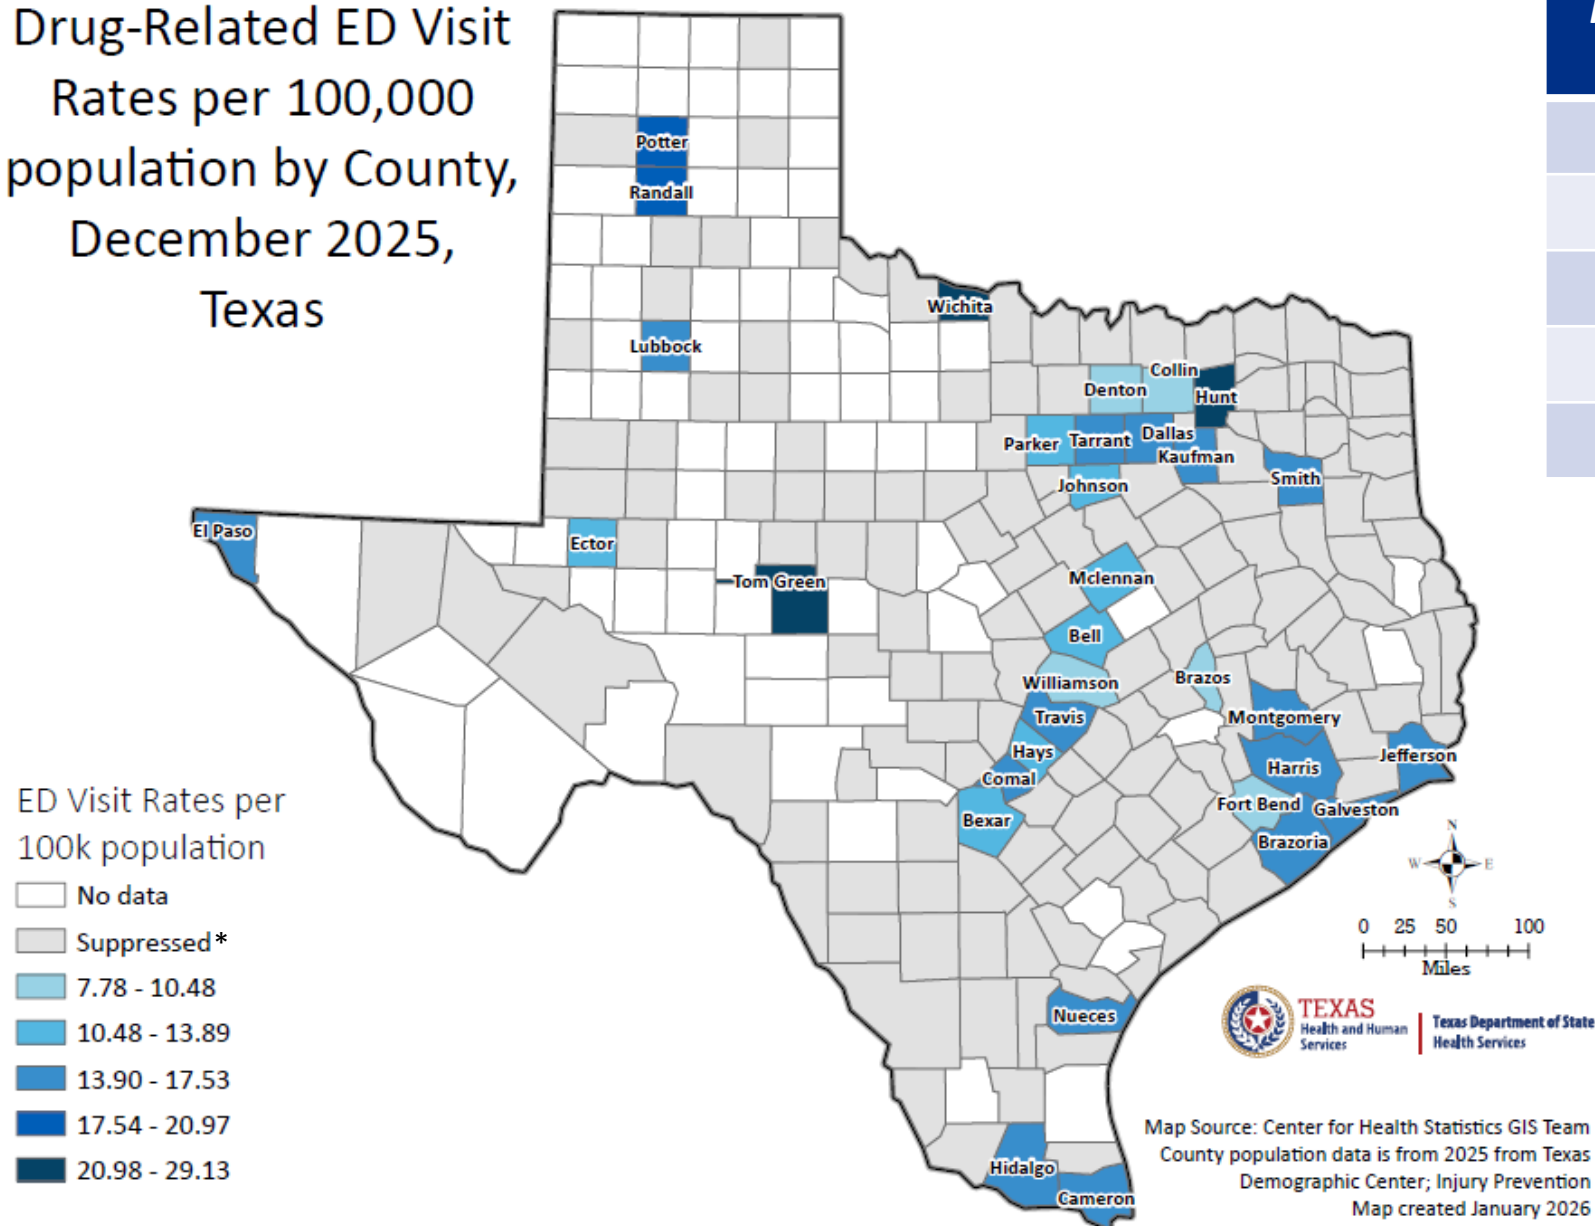 Drug-Related ED Visit
Rates per 100,000
population by County,
December 2025,
Texas
Potter
Randall
Wichita
Lubbock
Collin
Denton
Hunt
Parker
Tarrant
Dallas
Kaufman
Johnson
Smith
El Paso
Ector
Tom Green
Mclennan
Bell
Williamson
Brazos
Travis
Montgomery
Hays
Jefferson
Harris
Comal
Fort Bend
Galveston
Bexar
Brazoria
Nueces
Hidalgo
Cameron
ED Visit Rates per
100k population
No data
Suppressed*
7.78 - 10.48
10.48 - 13.89
13.90 - 17.53
17.54 - 20.97
20.98 - 29.13
N
W E
S
0 25 50 100
Miles
TEXAS
Health and Human
Services
Texas Department of State
Health Services
Map Source: Center for Health Statistics GIS Team
County population data is from 2025 from Texas
Demographic Center; Injury Prevention
Map created January 2026